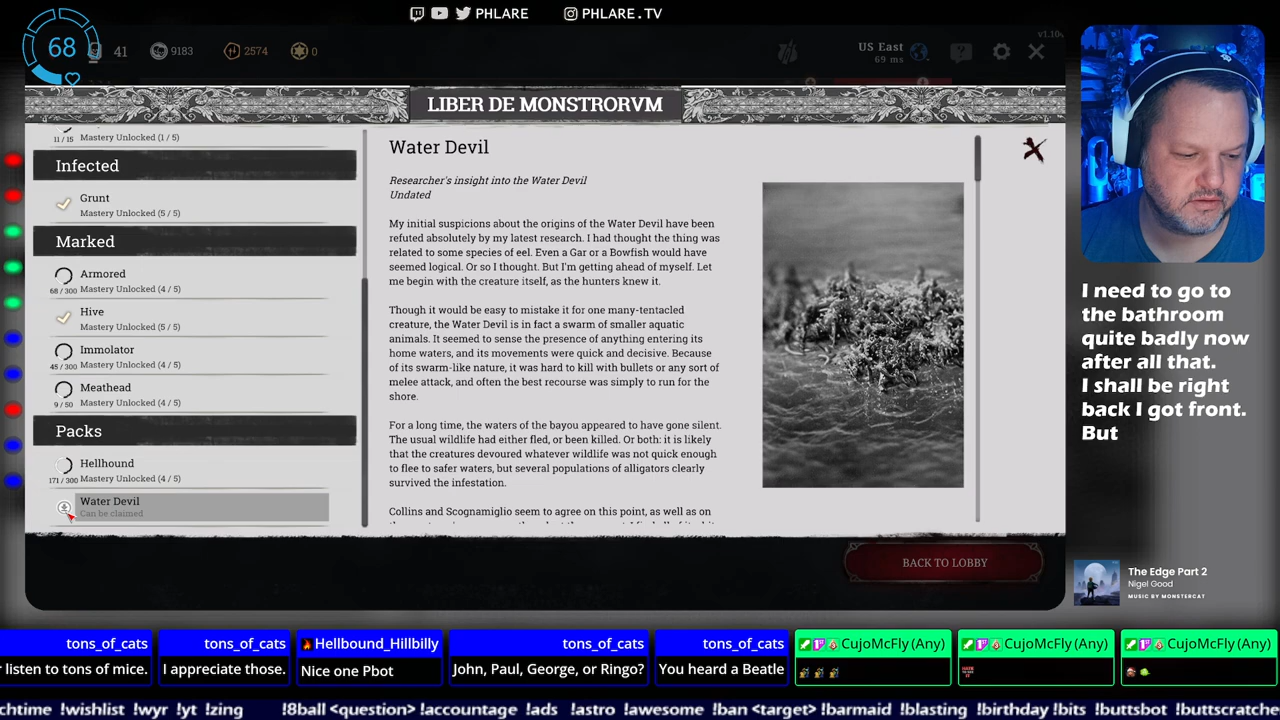 PHLARE PHLARE.TV
68 41 9183 2574 0
US East
69 ms
LIBER DE MONSTRORVM
11 / 15 Mastery Unlocked (1 / 5)
Infected
Grunt
Mastery Unlocked (5 / 5)
Marked
Armored
68 / 300 Mastery Unlocked (4 / 5)
Hive
Mastery Unlocked (5 / 5)
Immolator
45 / 300 Mastery Unlocked (4 / 5)
Meathead
9 / 50 Mastery Unlocked (4 / 5)
Packs
Hellhound
171 / 300 Mastery Unlocked (4 / 5)
Water Devil
Can be claimed
Water Devil
Researcher's insight into the Water Devil
Undated
My initial suspicions about the origins of the Water Devil have been
refuted absolutely by my latest research. I had thought the thing was
related to some species of eel. Even a Gar or a Bowfish would have
seemed logical. Or so I thought. But I'm getting ahead of myself. Let
me begin with the creature itself, as the hunters knew it.
Though it would be easy to mistake it for one many-tentacled
creature, the Water Devil is in fact a swarm of smaller aquatic
animals. It seemed to sense the presence of anything entering its
home waters, and its movements were quick and decisive. Because
of its swarm-like nature, it was hard to kill with bullets or any sort of
melee attack, and often the best recourse was simply to run for the
shore.
For a long time, the waters of the bayou appeared to have gone silent.
The usual wildlife had either fled, or been killed. Or both: it is likely
that the creatures devoured whatever wildlife was not quick enough
to flee to safer waters, but several populations of alligators clearly
survived the infestation.
Collins and Scognamiglio seem to agree on this point, as well as on
BACK TO LOBBY
I need to go to
the bathroom
quite badly now
after all that.
I shall be right
back I got front.
But
The Edge Part 2
Nigel Good
MUSIC BY MONSTERCAT
tons_of_cats tons_of_cats Hellbound_Hillbilly tons_of_cats tons_of_cats CujoMcFly (Any) CujoMcFly (Any) CujoMcFly (Any)
listen to tons of mice. I appreciate those. Nice one Pbot John, Paul, George, or Ringo? You heard a Beatle
chtime !wishlist !wyr !yt !zing !8ball <question> !accountage !ads !astro !awesome !ban <target> !barmaid !blasting !birthday !bits !buttsbot !buttscratche